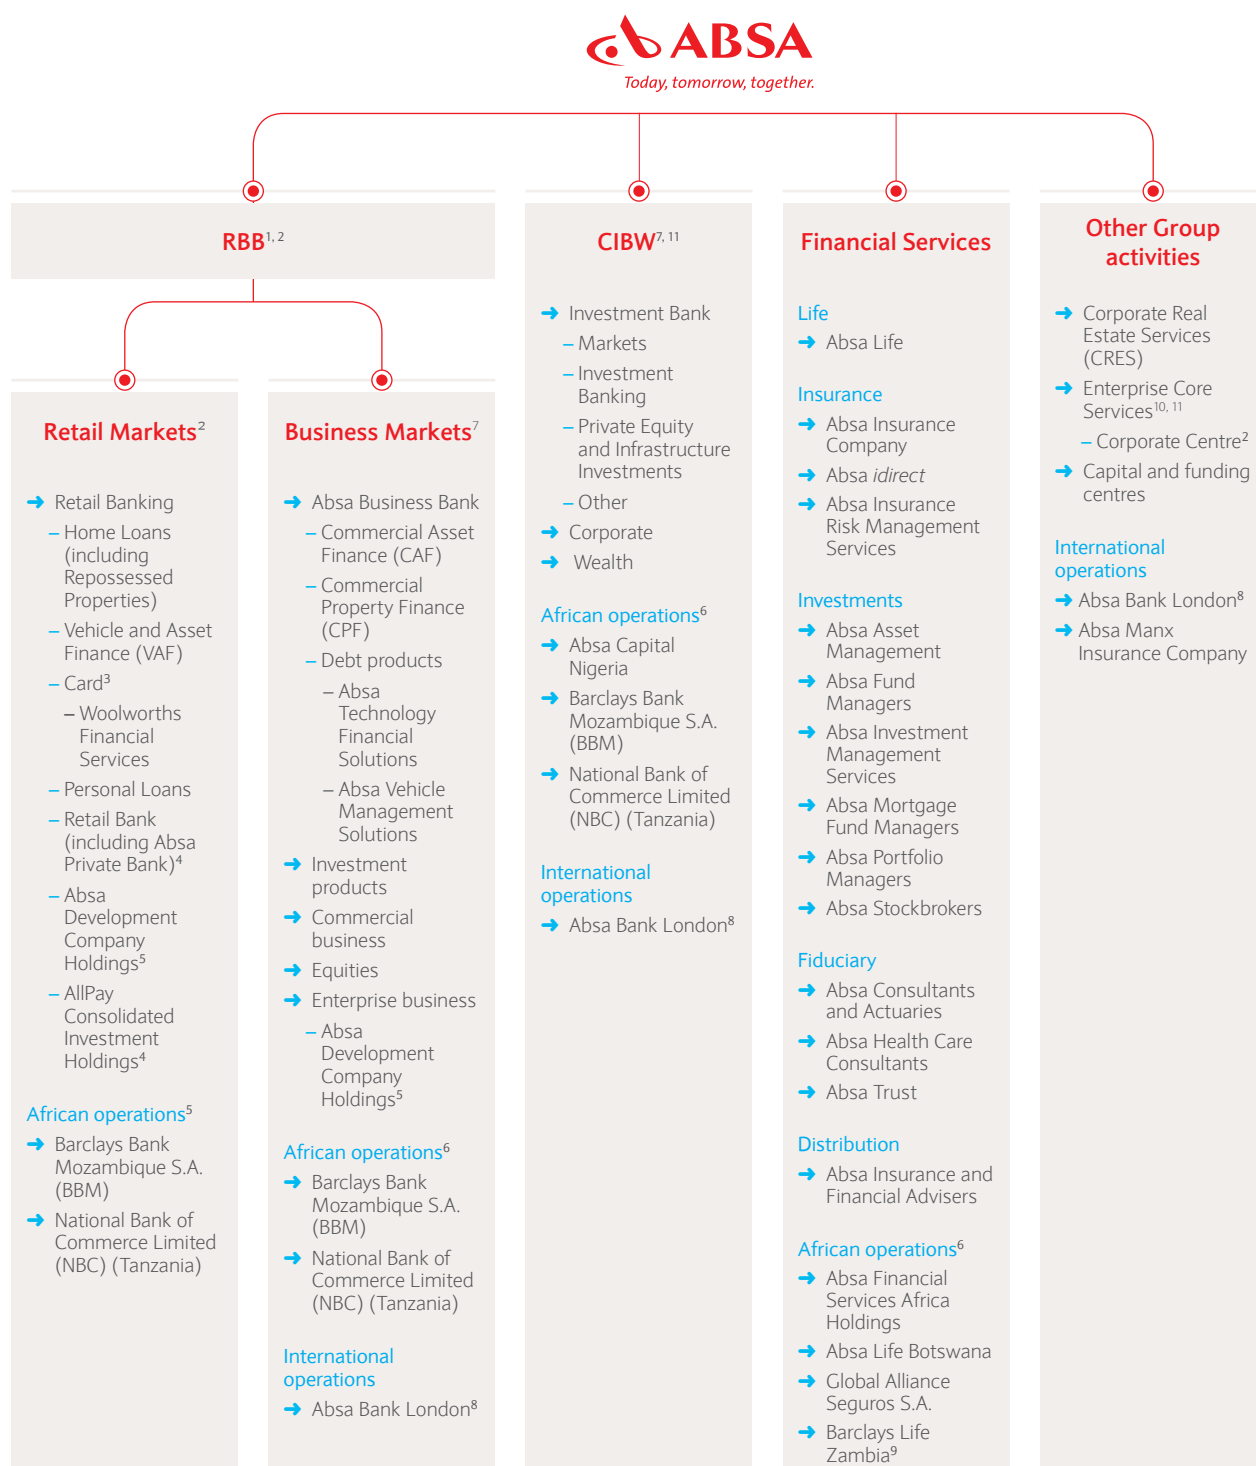 ABSA
Today, tomorrow, together.
RBB1, 2
Retail Markets2
➜ Retail Banking
– Home Loans
(including
Repossessed
Properties)
– Vehicle and Asset
Finance (VAF)
– Card3
– Woolworths
Financial
Services
– Personal Loans
– Retail Bank
(including Absa
Private Bank)4
– Absa
Development
Company
Holdings5
– AllPay
Consolidated
Investment
Holdings4
African operations5
➜ Barclays Bank
Mozambique S.A.
(BBM)
➜ National Bank of
Commerce Limited
(NBC) (Tanzania)
Business Markets7
➜ Absa Business Bank
– Commercial Asset
Finance (CAF)
– Commercial
Property Finance
(CPF)
– Debt products
– Absa
Technology
Financial
Solutions
– Absa Vehicle
Management
Solutions
➜ Investment
products
➜ Commercial
business
➜ Equities
➜ Enterprise business
– Absa
Development
Company
Holdings5
African operations6
➜ Barclays Bank
Mozambique S.A.
(BBM)
➜ National Bank of
Commerce Limited
(NBC) (Tanzania)
International
operations
➜ Absa Bank London8
CIBW7, 11
➜ Investment Bank
– Markets
– Investment
Banking
– Private Equity
and Infrastructure
Investments
– Other
➜ Corporate
➜ Wealth
African operations6
➜ Absa Capital
Nigeria
➜ Barclays Bank
Mozambique S.A.
(BBM)
➜ National Bank of
Commerce Limited
(NBC) (Tanzania)
International
operations
➜ Absa Bank London8
Financial Services
Life
➜ Absa Life
Insurance
➜ Absa Insurance
Company
➜ Absa idirect
➜ Absa Insurance
Risk Management
Services
Investments
➜ Absa Asset
Management
➜ Absa Fund
Managers
➜ Absa Investment
Management
Services
➜ Absa Mortgage
Fund Managers
➜ Absa Portfolio
Managers
➜ Absa Stockbrokers
Fiduciary
➜ Absa Consultants
and Actuaries
➜ Absa Health Care
Consultants
➜ Absa Trust
Distribution
➜ Absa Insurance and
Financial Advisers
African operations6
➜ Absa Financial
Services Africa
Holdings
➜ Absa Life Botswana
➜ Global Alliance
Seguros S.A.
➜ Barclays Life
Zambia9
Other Group
activities
➜ Corporate Real
Estate Services
(CRES)
➜ Enterprise Core
Services10, 11
– Corporate Centre2
➜ Capital and funding
centres
International
operations
➜ Absa Bank London8
➜ Absa Manx
Insurance Company